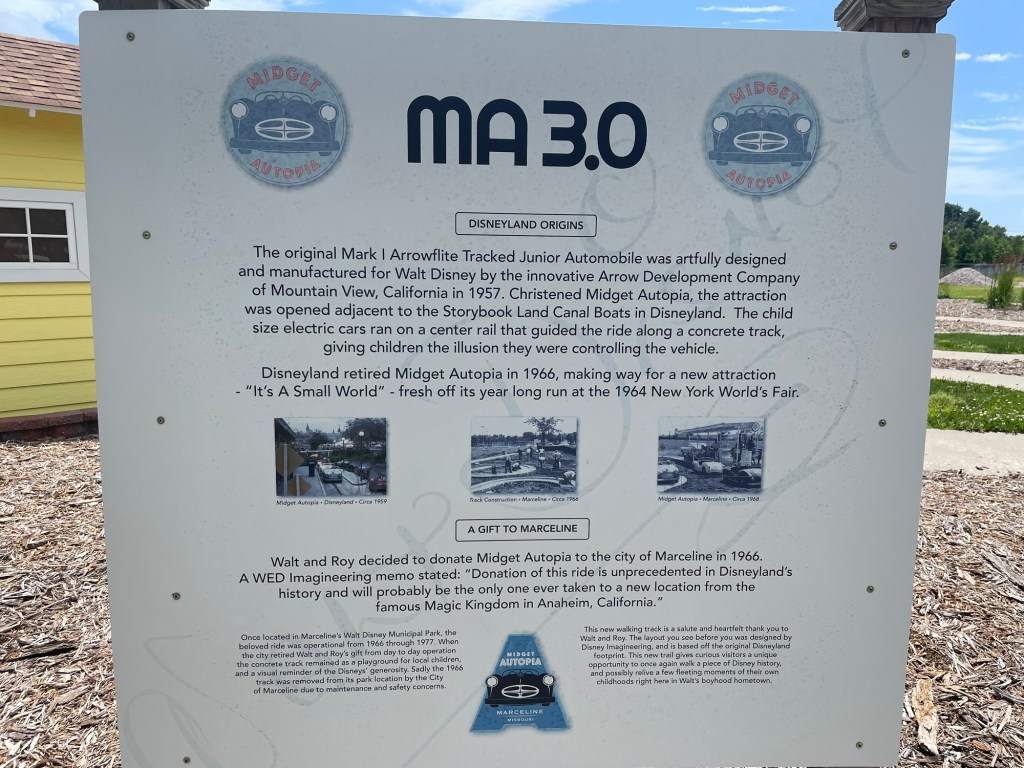 MIDGET
AUTOPIA
MA 3.0
MIDGET
AUTOPIA
DISNEYLAND ORIGINS
The original Mark I Arrowflite Tracked Junior Automobile was artfully designed
and manufactured for Walt Disney by the innovative Arrow Development Company
of Mountain View, California in 1957. Christened Midget Autopia, the attraction
was opened adjacent to the Storybook Land Canal Boats in Disneyland. The child
size electric cars ran on a center rail that guided the ride along a concrete track,
giving children the illusion they were controlling the vehicle.
Disneyland retired Midget Autopia in 1966, making way for a new attraction
- “It’s A Small World” - fresh off its year long run at the 1964 New York World’s Fair.
Midget Autopia • Disneyland • Circa 1959
Track Construction • Marceline • Circa 1966
Midget Autopia • Marceline • Circa 1968
A GIFT TO MARCELINE
Walt and Roy decided to donate Midget Autopia to the city of Marceline in 1966.
A WED Imagineering memo stated: “Donation of this ride is unprecedented in Disneyland’s
history and will probably be the only one ever taken to a new location from the
famous Magic Kingdom in Anaheim, California.”
Once located in Marceline’s Walt Disney Municipal Park, the
beloved ride was operational from 1966 through 1977. When
the city retired Walt and Roy’s gift from day to day operation
the concrete track remained as a playground for local children,
and a visual reminder of the Disneys’ generosity. Sadly the 1966
track was removed from its park location by the City
of Marceline due to maintenance and safety concerns.
MIDGET
AUTOPIA
MARCELINE
MISSOURI
This new walking track is a salute and heartfelt thank you to
Walt and Roy. The layout you see before you was designed by
Disney Imagineering, and is based off the original Disneyland
footprint. This new trail gives curious visitors a unique
opportunity to once again walk a piece of Disney history,
and possibly relive a few fleeting moments of their own
childhoods right here in Walt’s boyhood hometown.